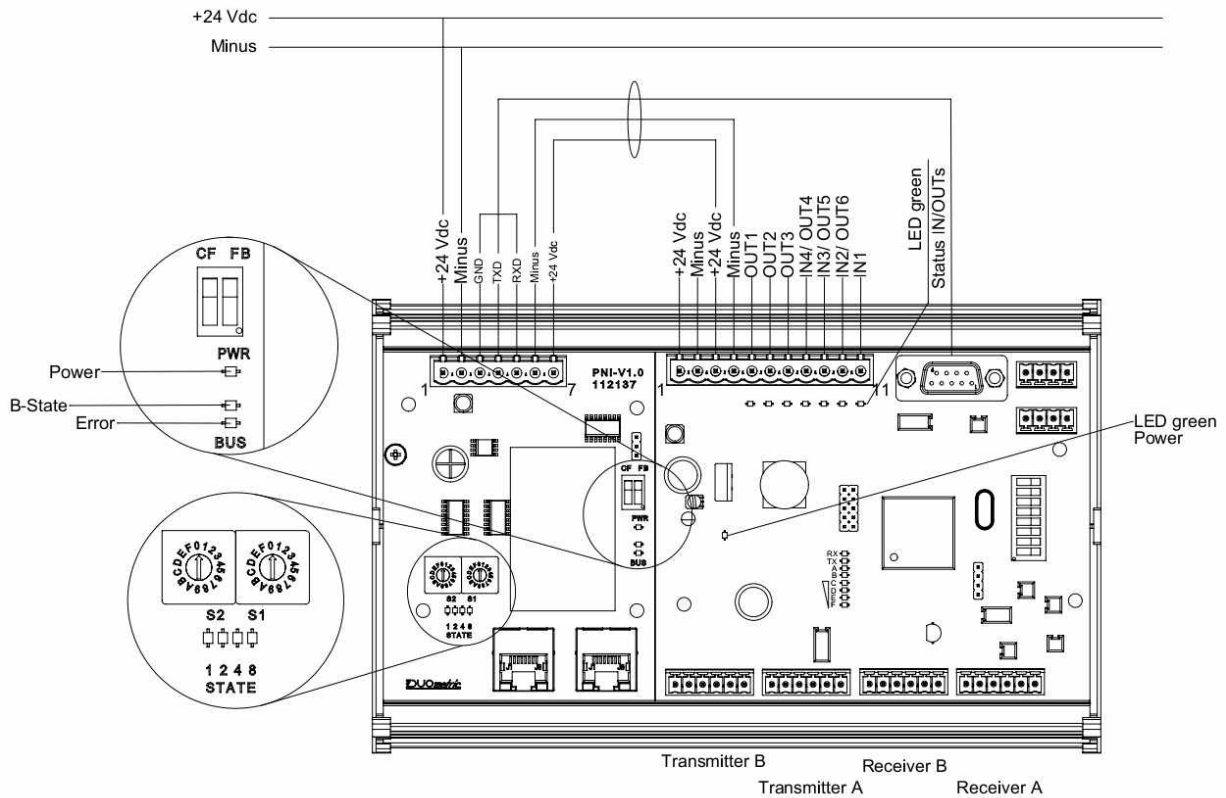 +24 Vdc
Minus
LED green
Status IN/OUTs
+24 Vdc
Minus
GND
TXD
RXD
Minus
+24 Vdc
+24 Vdc
Minus
+24 Vdc
Minus
OUT1
OUT2
OUT3
IN4/ OUT4
IN3/ OUT5
IN2/ OUT6
IN1
CF FB
PWR
Power
B-State
Error
BUS
1 7
PNI-V1.0
112137
1 11
LED green
Power
CF FB
PWR
BUS
RX
TX
A
B
C
D
E
F
CDEF0123456789AB
CDEF0123456789AB
S2 S1
1 2 4 8
STATE
S2 S1
1 2 4 8
STATE
DUOmetric
Transmitter B
Receiver B
Transmitter A
Receiver A